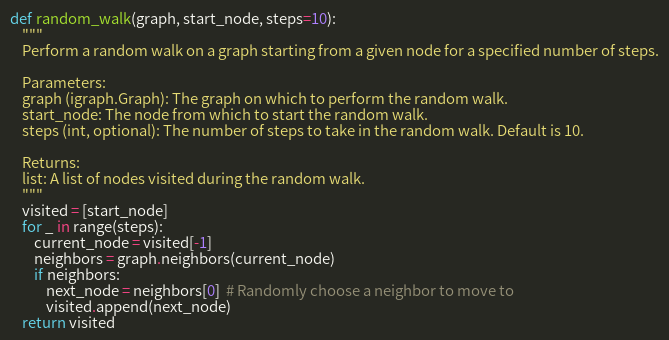 def random_walk(graph, start_node, steps=10):
    """
    Perform a random walk on a graph starting from a given node for a specified number of steps.

    Parameters:
    graph (igraph.Graph): The graph on which to perform the random walk.
    start_node: The node from which to start the random walk.
    steps (int, optional): The number of steps to take in the random walk. Default is 10.

    Returns:
    list: A list of nodes visited during the random walk.
    """
    visited = [start_node]
    for _ in range(steps):
        current_node = visited[-1]
        neighbors = graph.neighbors(current_node)
        if neighbors:
            next_node = neighbors[0]  # Randomly choose a neighbor to move to
            visited.append(next_node)
    return visited